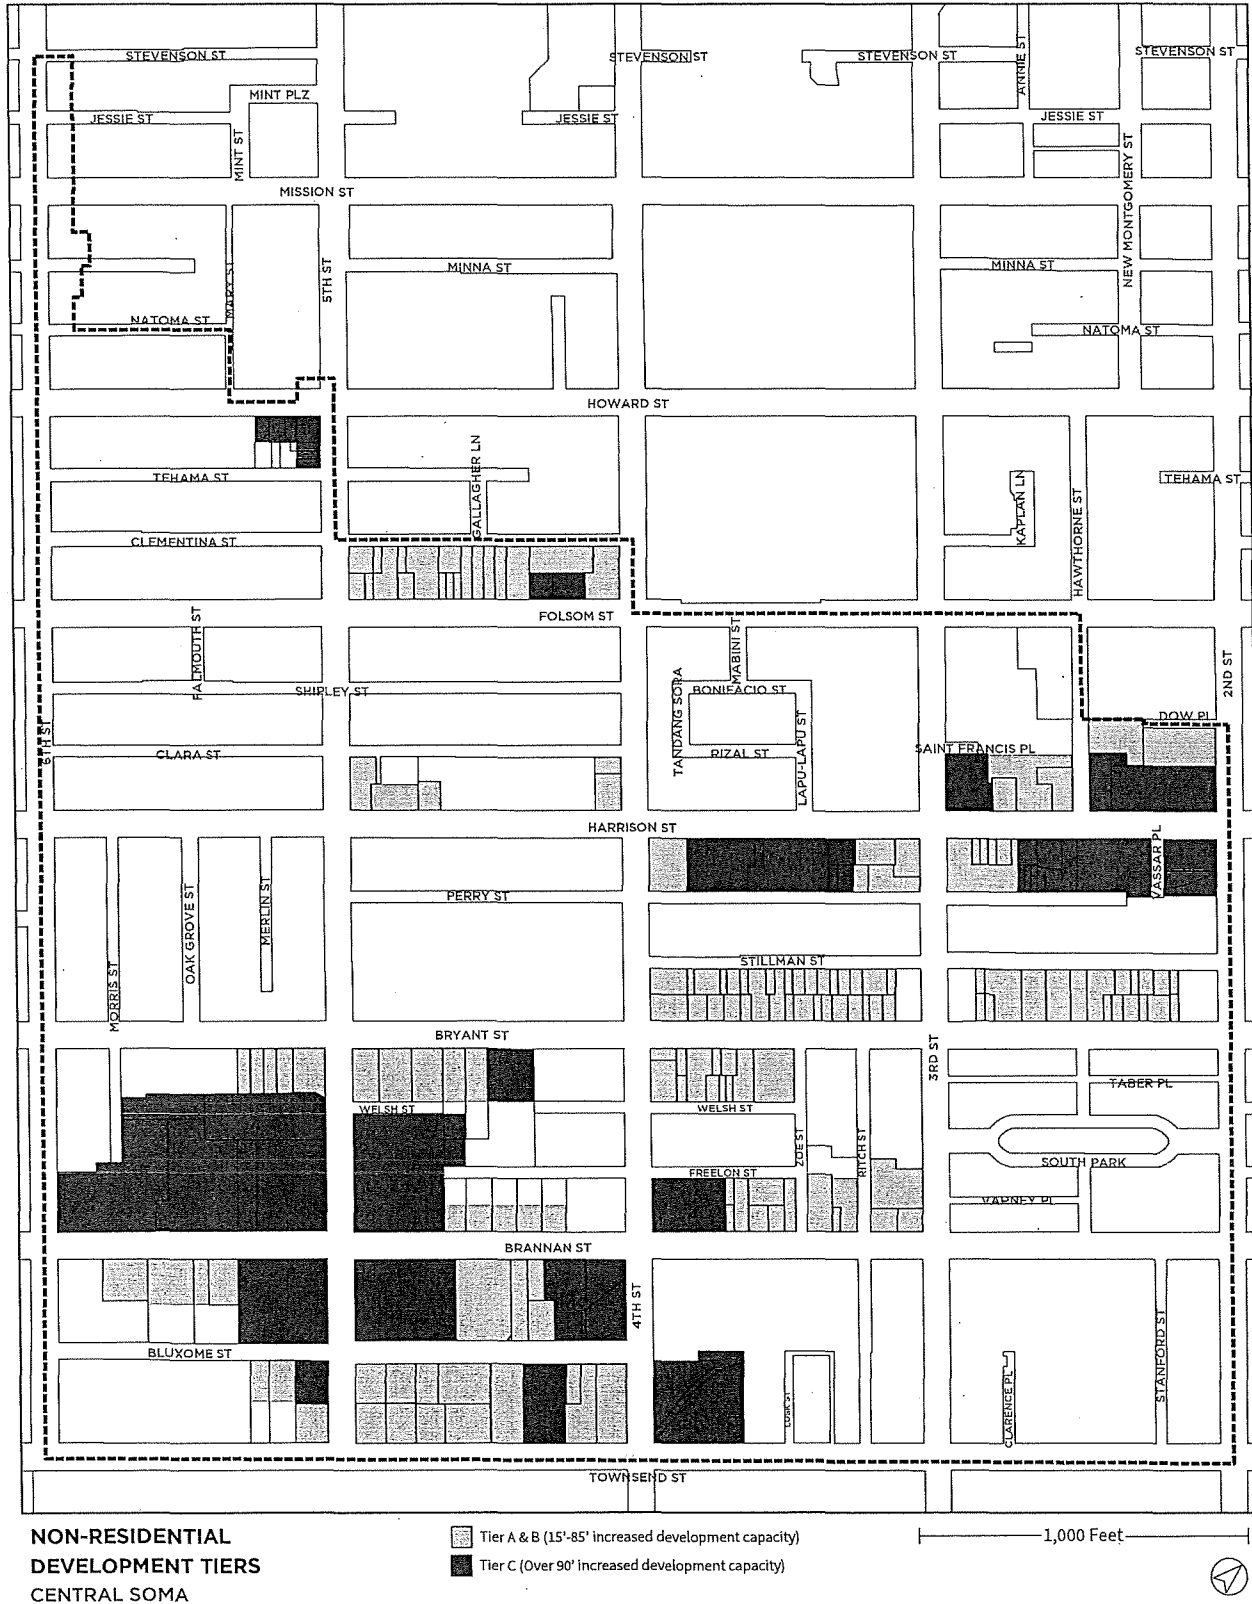 STEVENSON ST
STEVENSON ST
STEVENSON ST
STEVENSON ST
ANNIE ST
MINT PLZ
JESSIE ST
JESSIE ST
JESSIE ST
MINT ST
NEW MONTGOMERY ST
MISSION ST
MINNA ST
MINNA ST
MARY ST
5TH ST
NATOMA ST
NATOMA ST
HOWARD ST
GALLAGHER LN
TEHAMA ST
TEHAMA ST
KAPLAN LN
HAWTHORNE ST
CLEMENTINA ST
FOLSOM ST
FALMOUTH ST
MABINI ST
SHIPLEY ST
BONIFACIO ST
TANDANG SORA
2ND ST
DOW PL
6TH ST
CLARA ST
RIZAL ST
LAPU-LAPU ST
SAINT FRANCIS PL
HARRISON ST
VASSAR PL
PERRY ST
OAK GROVE ST
MERLIN ST
STILLMAN ST
MORRIS ST
BRYANT ST
3RD ST
TABER PL
WELSH ST
WELSH ST
ZOE ST
RITCH ST
SOUTH PARK
FREELON ST
VARNEY PL
BRANNAN ST
4TH ST
BLUXOME ST
STANFORD ST
LUSK ST
CLARENCE PL
TOWNSEND ST
NON-RESIDENTIAL
DEVELOPMENT TIERS
CENTRAL SOMA
Tier A & B (15'-85' increased development capacity)
Tier C (Over 90' increased development capacity)
1,000 Feet